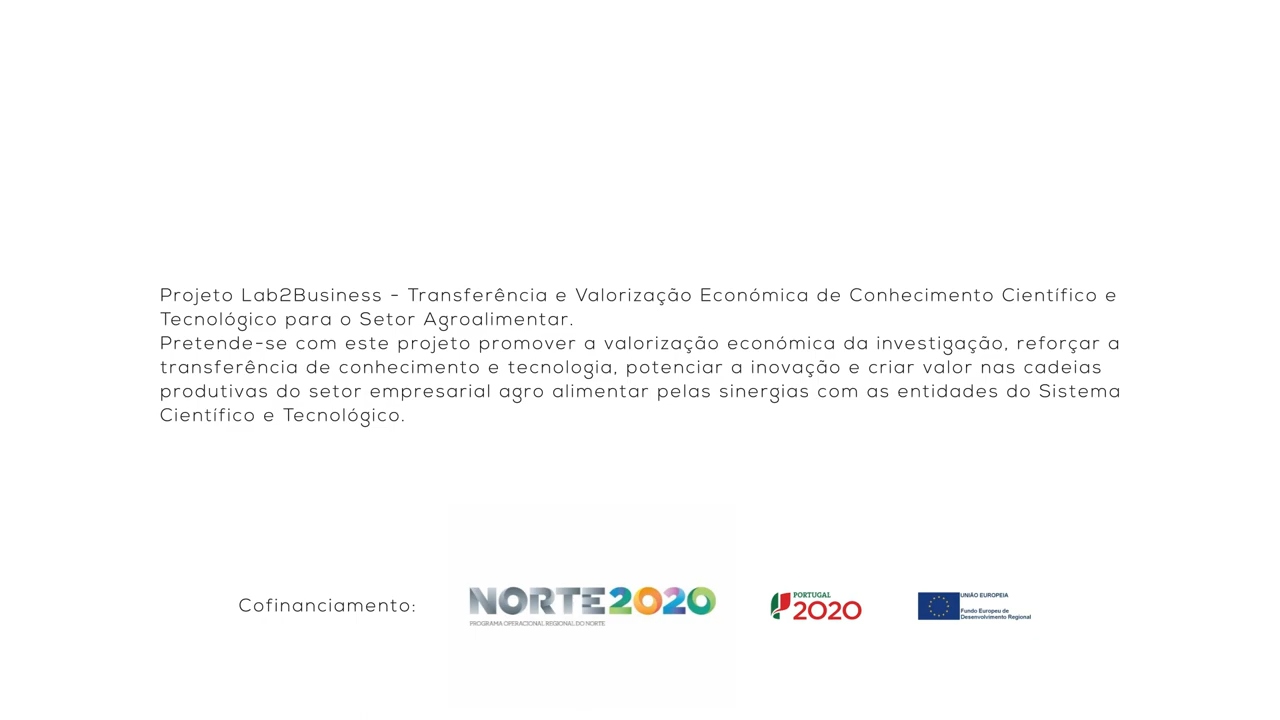 Projeto Lab2Business - Transferência e Valorização Económica de Conhecimento Científico e
Tecnológico para o Setor Agroalimentar.
Pretende-se com este projeto promover a valorização económica da investigação, reforçar a
transferência de conhecimento e tecnologia, potenciar a inovação e criar valor nas cadeias
produtivas do setor empresarial agro alimentar pelas sinergias com as entidades do Sistema
Científico e Tecnológico.
Cofinanciamento:
NORTE2020
PROGRAMA OPERACIONAL REGIONAL DO NORTE
PORTUGAL
2020
UNIÃO EUROPEIA
Fundo Europeu de
Desenvolvimento Regional